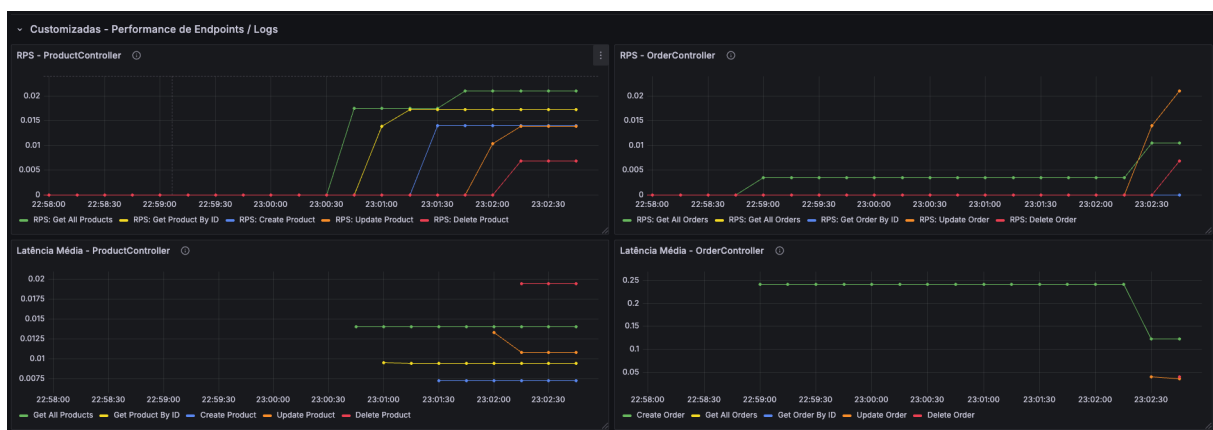 Customizadas - Performance de Endpoints / Logs
RPS - ProductController
0.02
0.015
0.01
0.005
0
22:58:00 22:58:30 22:59:00 22:59:30 23:00:00 23:00:30 23:01:00 23:01:30 23:02:00 23:02:30
RPS: Get All Products RPS: Get Product By ID RPS: Create Product RPS: Update Product RPS: Delete Product
RPS - OrderController
0.02
0.015
0.01
0.005
0
22:58:00 22:58:30 22:59:00 22:59:30 23:00:00 23:00:30 23:01:00 23:01:30 23:02:00 23:02:30
RPS: Get All Orders RPS: Get All Orders RPS: Get Order By ID RPS: Update Order RPS: Delete Order
Latência Média - ProductController
0.02
0.0175
0.015
0.0125
0.01
0.0075
22:58:00 22:58:30 22:59:00 22:59:30 23:00:00 23:00:30 23:01:00 23:01:30 23:02:00 23:02:30
Get All Products Get Product By ID Create Product Update Product Delete Product
Latência Média - OrderController
0.25
0.2
0.15
0.1
0.05
22:58:00 22:58:30 22:59:00 22:59:30 23:00:00 23:00:30 23:01:00 23:01:30 23:02:00 23:02:30
Create Order Get All Orders Get Order By ID Update Order Delete Order